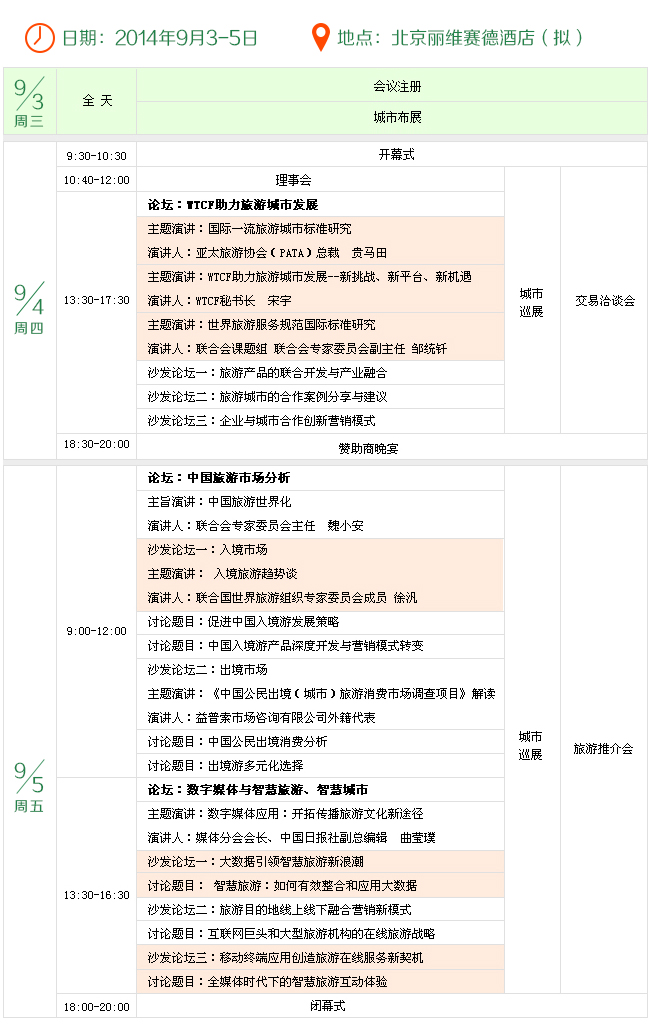 日期：2014年9月3-5日
地点：北京丽维赛德酒店（拟）
9/3
周三
全 天
会议注册
城市布展
9/4
周四
9:30-10:30
开幕式
10:40-12:00
理事会
13:30-17:30
论坛：WTCF助力旅游城市发展
主题演讲：国际一流旅游城市标准研究
演讲人：亚太旅游协会（PATA）总裁　贵马田
主题演讲：WTCF助力旅游城市发展--新挑战、新平台、新机遇
演讲人：WTCF秘书长　宋宇
主题演讲：世界旅游服务规范国际标准研究
演讲人：联合会课题组 联合会专家委员会副主任 邹统钎
沙发论坛一：旅游产品的联合开发与产业融合
沙发论坛二：旅游城市的合作案例分享与建议
沙发论坛三：企业与城市合作创新营销模式
城市
巡展
交易洽谈会
18:30-20:00
赞助商晚宴
9/5
周五
9:00-12:00
论坛：中国旅游市场分析
主旨演讲：中国旅游世界化
演讲人：联合会专家委员会主任　魏小安
沙发论坛一：入境市场
主题演讲： 入境旅游趋势谈
演讲人：联合国世界旅游组织专家委员会成员 徐汎
讨论题目：促进中国入境游发展策略
讨论题目：中国入境游产品深度开发与营销模式转变
沙发论坛二：出境市场
主题演讲：《中国公民出境（城市）旅游消费市场调查项目》解读
演讲人：益普索市场咨询有限公司外籍代表
讨论题目：中国公民出境消费分析
讨论题目：出境游多元化选择
城市
巡展
旅游推介会
13:30-16:30
论坛：数字媒体与智慧旅游、智慧城市
主题演讲：数字媒体应用：开拓传播旅游文化新途径
演讲人：媒体分会会长、中国日报社副总编辑　曲莹璞
沙发论坛一：大数据引领智慧旅游新浪潮
讨论题目： 智慧旅游：如何有效整合和应用大数据
沙发论坛二：旅游目的地线上线下融合营销新模式
讨论题目：互联网巨头和大型旅游机构的在线旅游战略
沙发论坛三：移动终端应用创造旅游在线服务新契机
讨论题目：全媒体时代下的智慧旅游互动体验
18:00-20:00
闭幕式